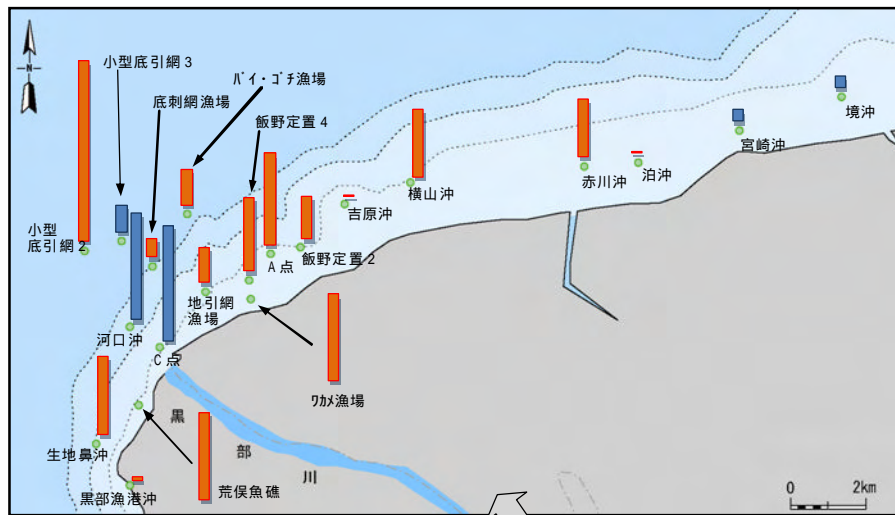 N
小型底引網3
ﾊﾞｲ・ｺﾞﾁ漁場
底刺網漁場
飯野定置4
境沖
宮崎沖
泊沖
赤川沖
横山沖
吉原沖
小型
底引網2
A点
飯野定置2
地引網
漁場
河口沖
C点
ﾜｶﾒ漁場
黒
部
川
生地鼻沖
荒俣魚礁
黒部漁港沖
0 2km